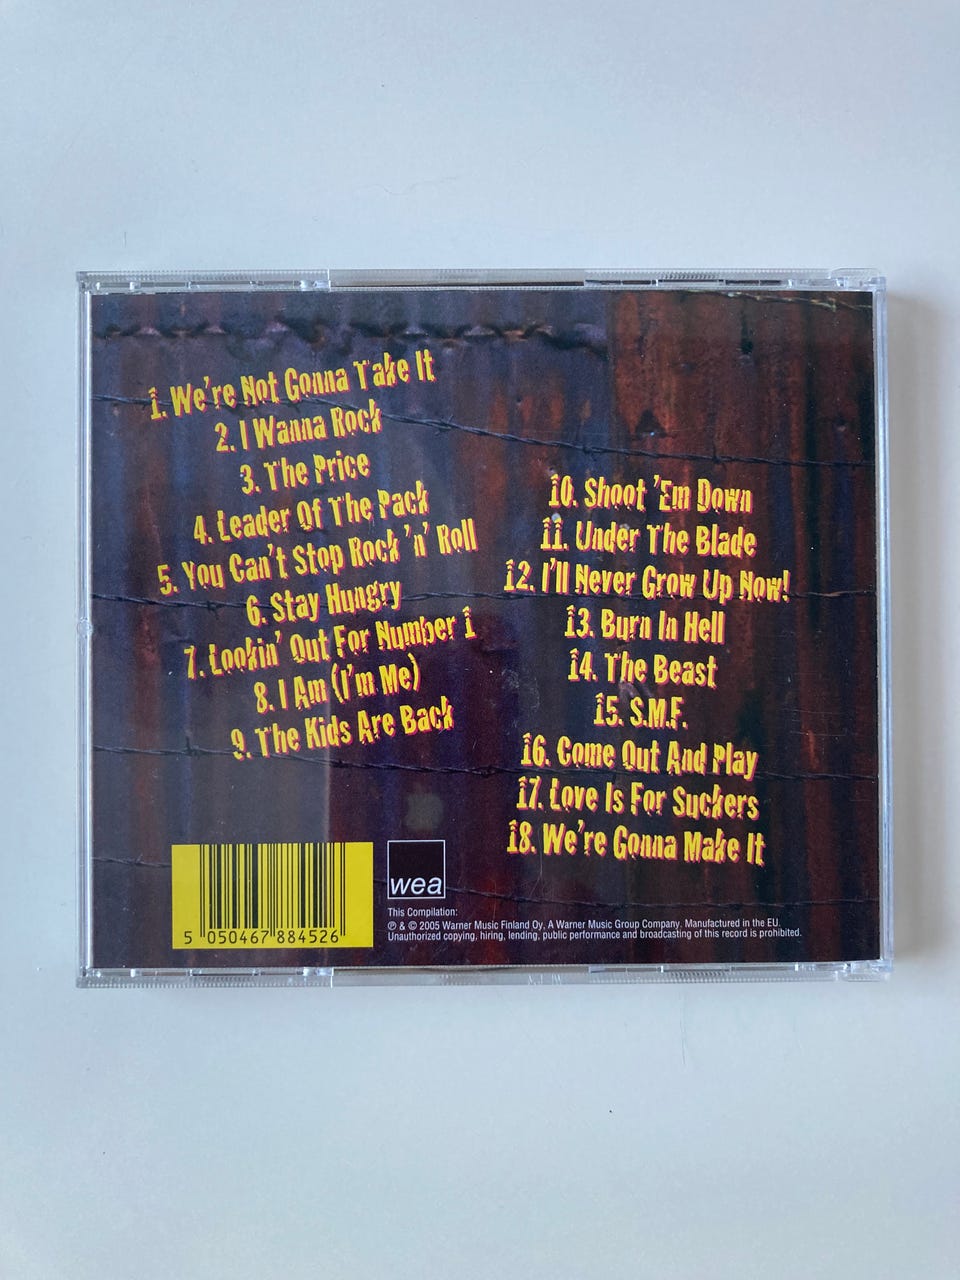 1. We're Not Gonna Take It
2. I Wanna Rock
3. The Price
4. Leader Of The Pack
5. You Can't Stop Rock 'n' Roll
6. Stay Hungry
7. Lookin' Out For Number 1
8. I Am (I'm Me)
9. The Kids Are Back
10. Shoot 'Em Down
11. Under The Blade
12. I'll Never Grow Up Now!
13. Burn In Hell
14. The Beast
15. S.M.F.
16. Come Out And Play
17. Love Is For Suckers
18. We're Gonna Make It
5 050467 884526
wea
This Compilation:
℗ & © 2005 Warner Music Finland Oy, A Warner Music Group Company. Manufactured in the EU.
Unauthorized copying, hiring, lending, public performance and broadcasting of this record is prohibited.